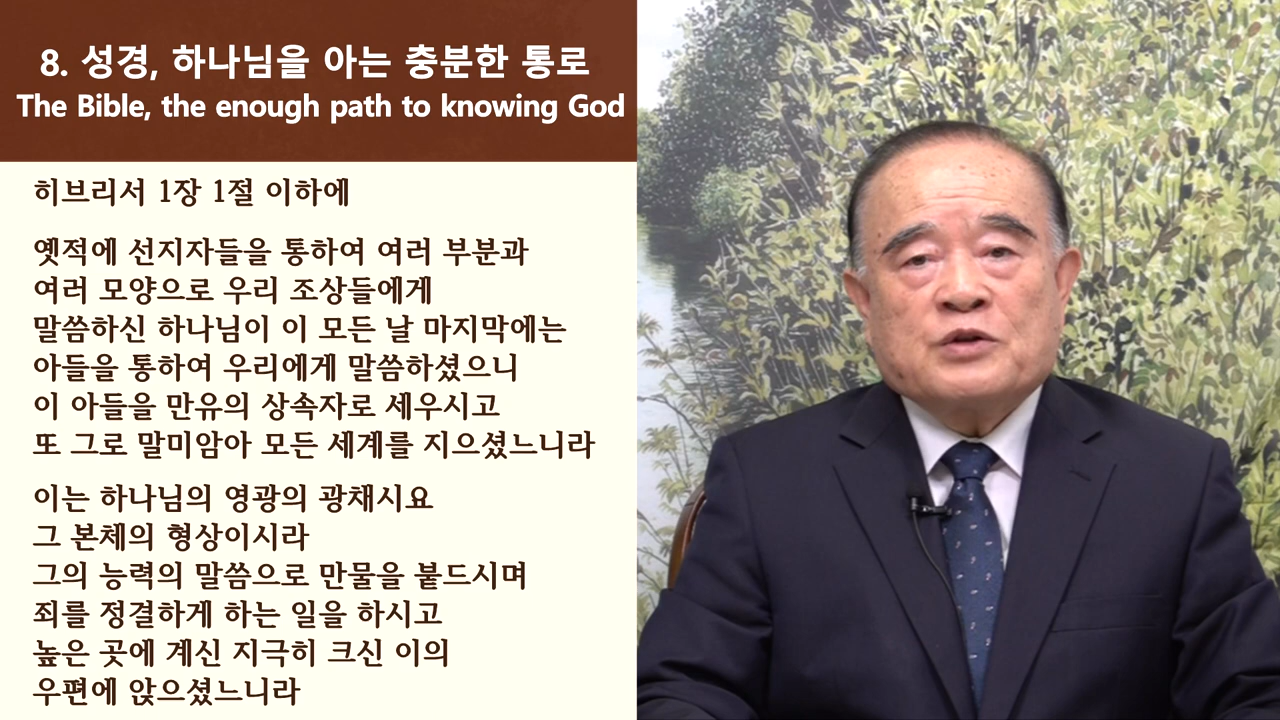 8. 성경, 하나님을 아는 충분한 통로
The Bible, the enough path to knowing God
히브리서 1장 1절 이하에
옛적에 선지자들을 통하여 여러 부분과
여러 모양으로 우리 조상들에게
말씀하신 하나님이 이 모든 날 마지막에는
아들을 통하여 우리에게 말씀하셨으니
이 아들을 만유의 상속자로 세우시고
또 그로 말미암아 모든 세계를 지으셨느니라
이는 하나님의 영광의 광채시요
그 본체의 형상이시라
그의 능력의 말씀으로 만물을 붙드시며
죄를 정결하게 하는 일을 하시고
높은 곳에 계신 지극히 크신 이의
우편에 앉으셨느니라